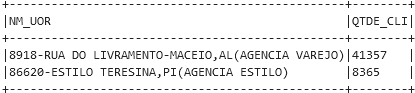 +------------------------------------------------+--------+
|NM_UOR                                          |QTDE_CLI|
+------------------------------------------------+--------+
|8918-RUA DO LIVRAMENTO-MACEIO,AL(AGENCIA VAREJO)|41357   |
|86620-ESTILO TERESINA,PI(AGENCIA ESTILO)        |8365    |
+------------------------------------------------+--------+